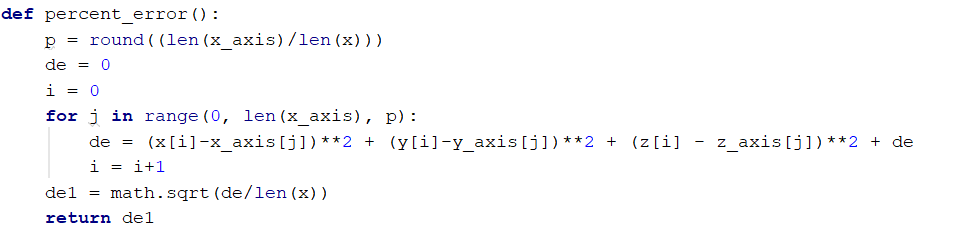 def percent_error():
    p = round((len(x_axis)/len(x)))
    de = 0
    i = 0
    for j in range(0, len(x_axis), p):
        de = (x[i]-x_axis[j])**2 + (y[i]-y_axis[j])**2 + (z[i] - z_axis[j])**2 + de
        i = i+1
    de1 = math.sqrt(de/len(x))
    return de1